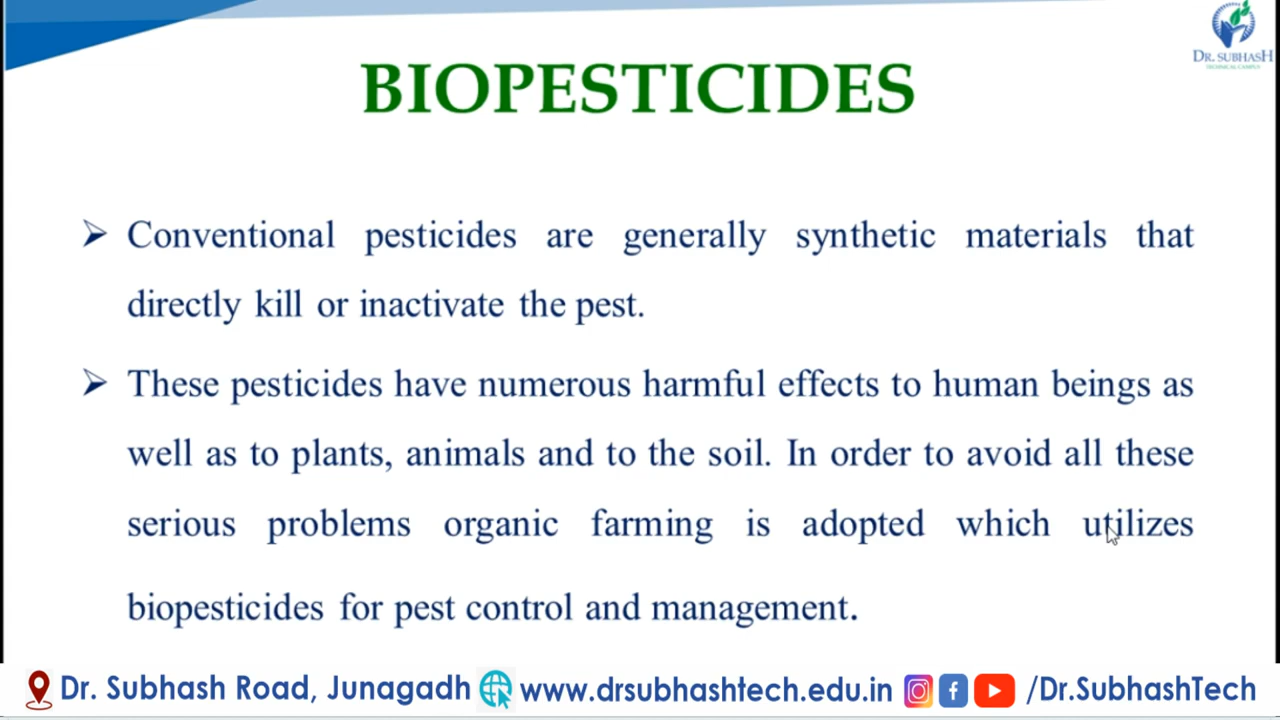 DR. SUBHASH
TECHNICAL CAMPUS
BIOPESTICIDES
➢ Conventional pesticides are generally synthetic materials that
directly kill or inactivate the pest.
➢ These pesticides have numerous harmful effects to human beings as
well as to plants, animals and to the soil. In order to avoid all these
serious problems organic farming is adopted which utilizes
biopesticides for pest control and management.
Dr. Subhash Road, Junagadh www.drsubhashtech.edu.in /Dr.SubhashTech